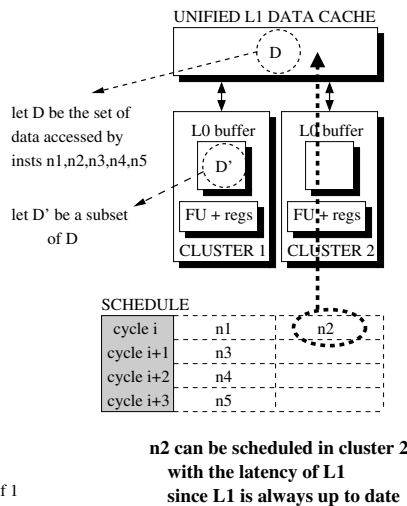 UNIFIED L1 DATA CACHE
D
let D be the set of
data accessed by
insts n1,n2,n3,n4,n5
L0 buffer
L0 buffer
D'
let D' be a subset
of D
FU + regs
FU + regs
CLUSTER 1
CLUSTER 2
SCHEDULE
cycle i n1 n2
cycle i+1 n3
cycle i+2 n4
cycle i+3 n5
n2 can be scheduled in cluster 2
with the latency of L1
f 1
since L1 is always up to date